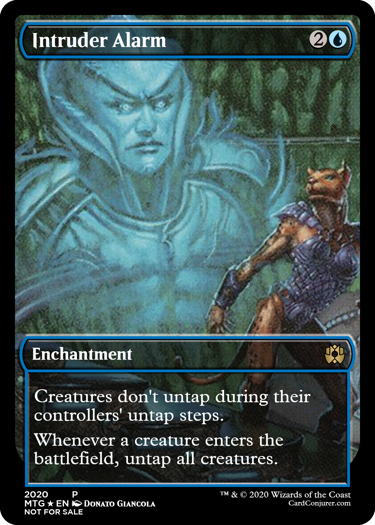 Intruder Alarm 2
Enchantment
Creatures don't untap during their
controllers' untap steps.
Whenever a creature enters the
battlefield, untap all creatures.
2020 P ™ & © 2020 Wizards of the Coast
MTG ★ EN Donato Giancola CardConjurer.com
NOT FOR SALE